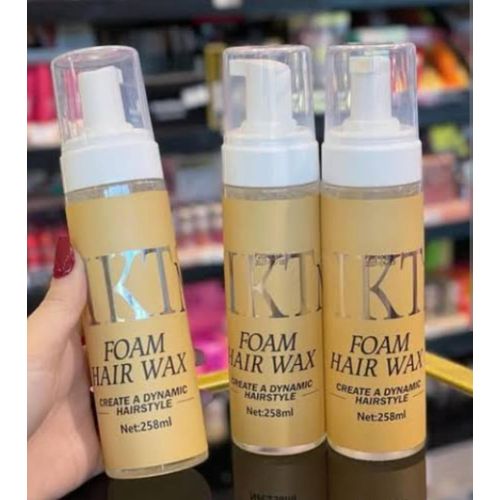 FOAM
HAIR WAX
CREATE A DYNAMIC
HAIRSTYLE
Net:258ml
FOAM
HAIR WAX
CREATE A DYNAMIC
HAIRSTYLE
Net:258ml
FOAM
HAIR WAX
CREATE A DYNAMIC
HAIRSTYLE
Net:258ml